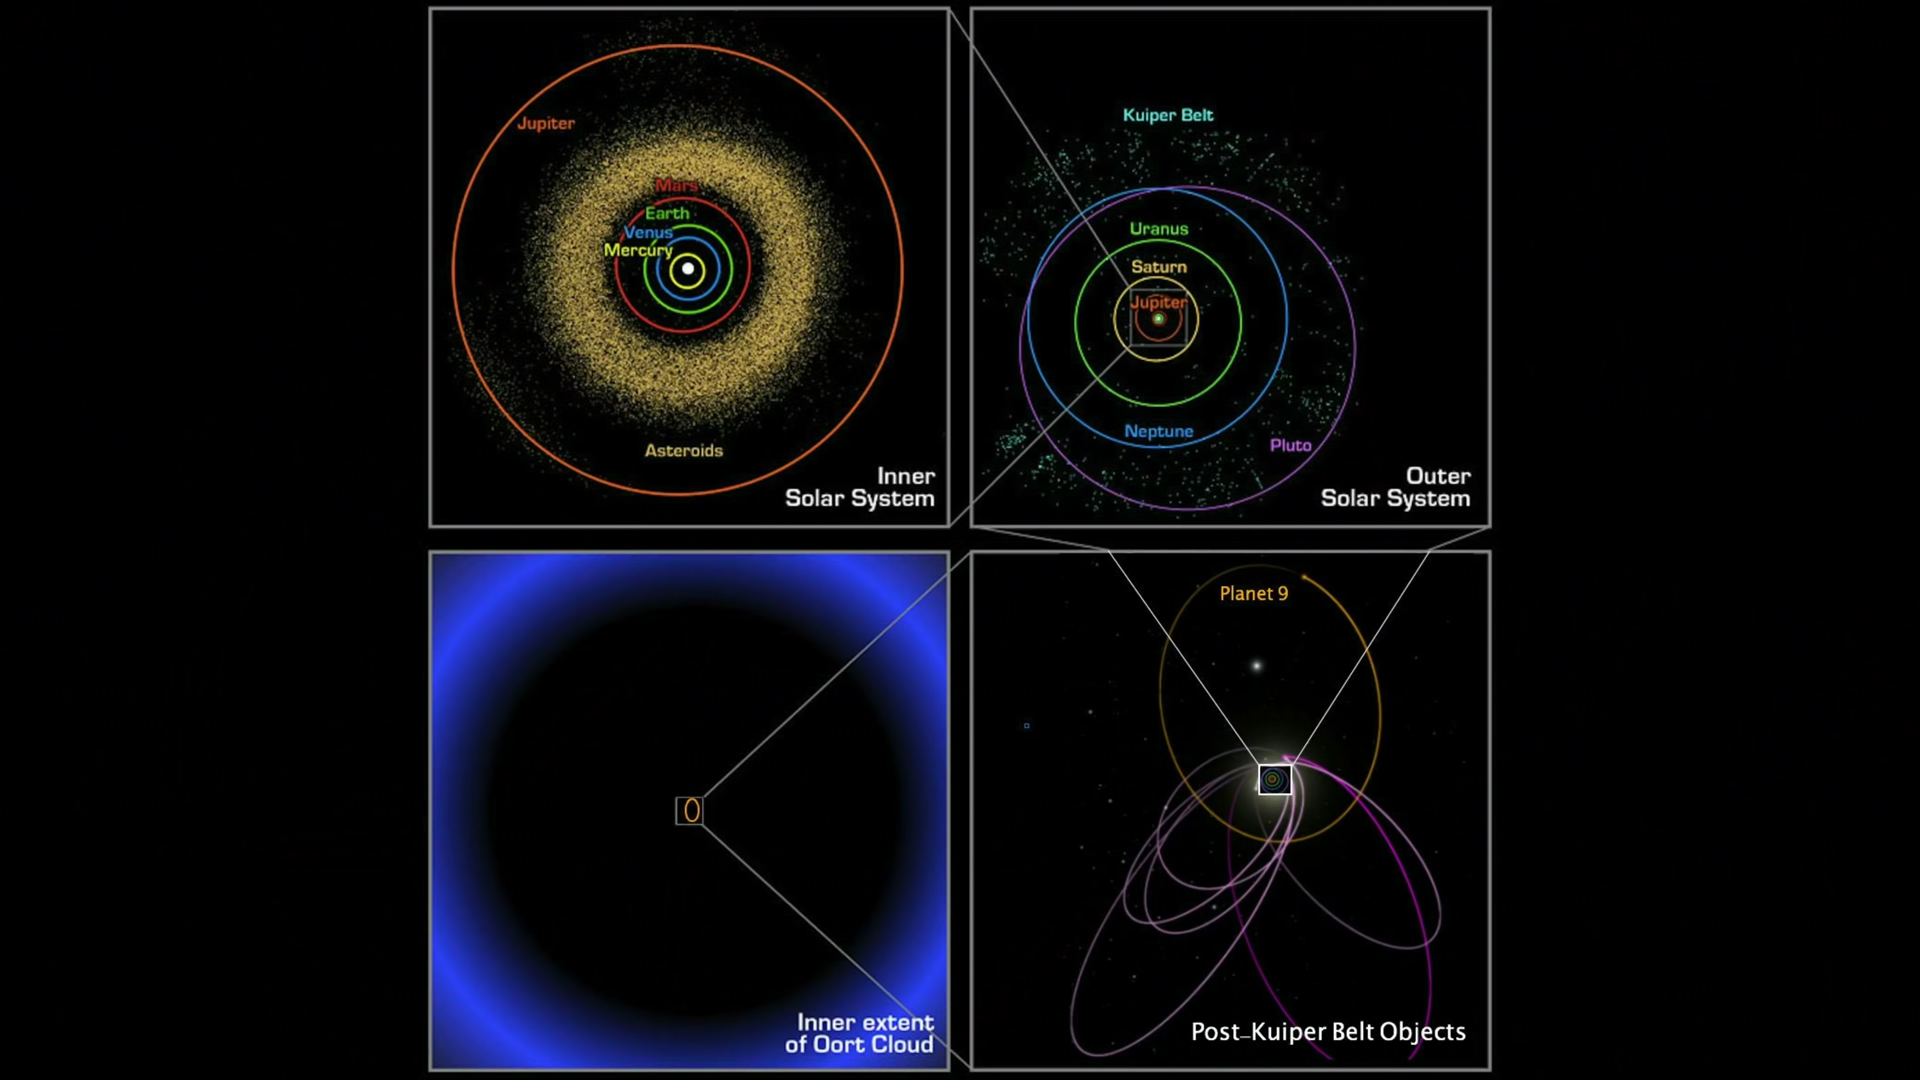 Jupiter
Mars
Earth
Venus
Mercury
Asteroids
Inner
Solar System
Kuiper Belt
Uranus
Saturn
Jupiter
Neptune
Pluto
Outer
Solar System
Inner extent
of Oort Cloud
Planet 9
Post-Kuiper Belt Objects